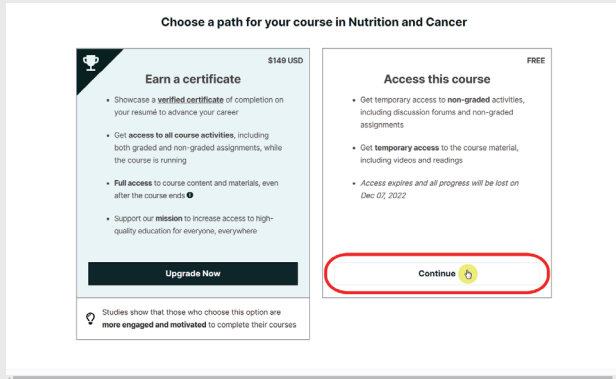 Choose a path for your course in Nutrition and Cancer
$149 USD
Earn a certificate
• Showcase a verified certificate of completion on
your resumé to advance your career
• Get access to all course activities, including
both graded and non-graded assignments, while
the course is running
• Full access to course content and materials, even
after the course ends
• Support our mission to increase access to high-
quality education for everyone, everywhere
Upgrade Now
Studies show that those who choose this option are
more engaged and motivated to complete their courses
FREE
Access this course
• Get temporary access to non-graded activities,
including discussion forums and non-graded
assignments
• Get temporary access to the course material,
including videos and readings
• Access expires and all progress will be lost on
Dec 07, 2022
Continue